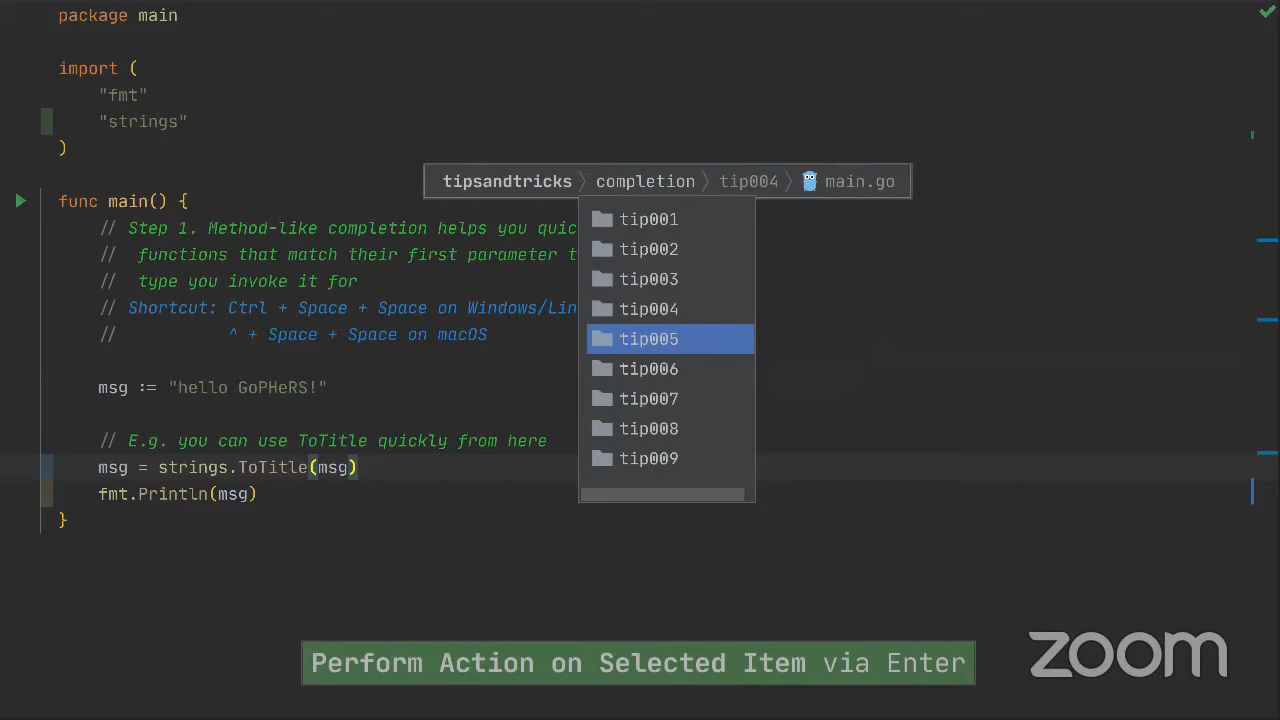 package main
import (
"fmt"
"strings"
)
tipsandtricks 〉 completion 〉 tip004 〉 main.go
func main() {
// Step 1. Method-like completion helps you quic
// functions that match their first parameter t
// type you invoke it for
// Shortcut: Ctrl + Space + Space on Windows/Lin
// ^ + Space + Space on macOS
msg := "hello GoPHeRS!"
// E.g. you can use ToTitle quickly from here
msg = strings.ToTitle(msg)
fmt.Println(msg)
}
tip001
tip002
tip003
tip004
tip005
tip006
tip007
tip008
tip009
Perform Action on Selected Item via Enter
zoom